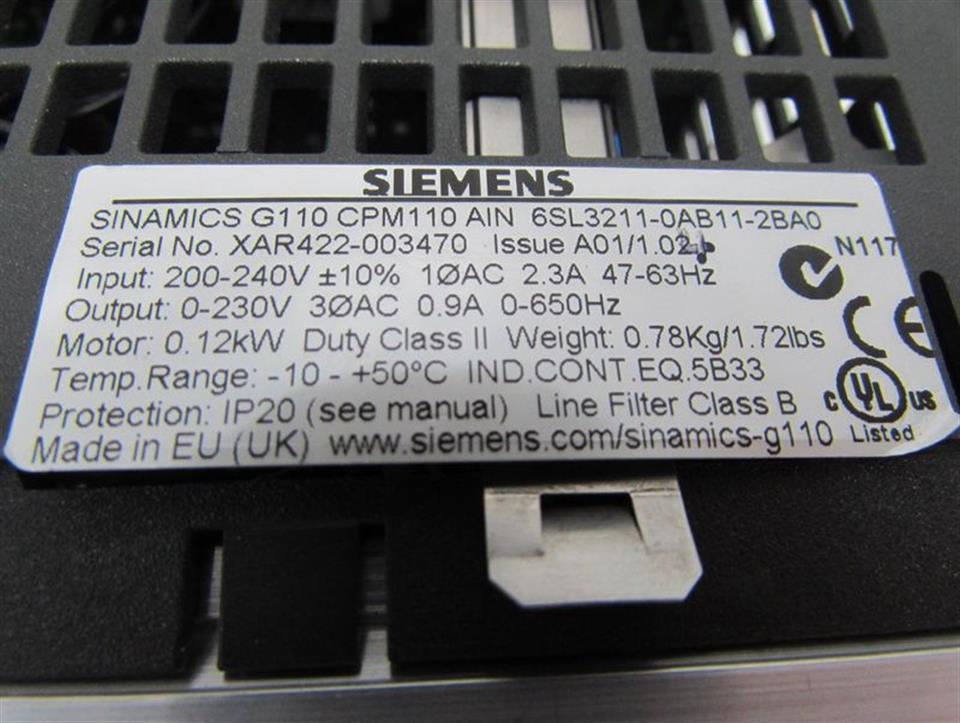 SIEMENS
SINAMICS G110 CPM110 AIN 6SL3211-0AB11-2BA0
Serial No. XAR422-003470 Issue A01/1.02
N117
Input: 200-240V ±10% 1ØAC 2.3A 47-63Hz
Output: 0-230V 3ØAC 0.9A 0-650Hz
CE
Motor: 0.12kW Duty Class II Weight: 0.78Kg/1.72lbs
Temp.Range: -10 - +50°C IND.CONT.EQ.5B33
Protection: IP20 (see manual) Line Filter Class B
C UL US
Listed
Made in EU (UK) www.siemens.com/sinamics-g110